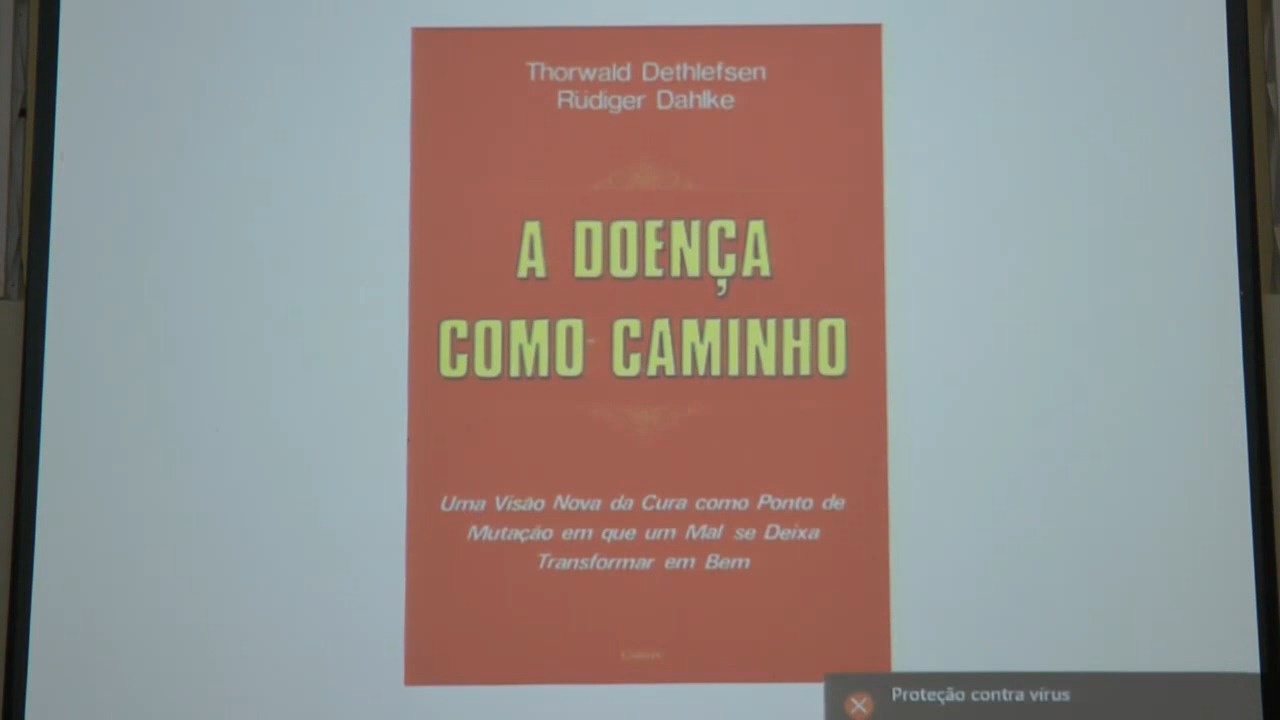 Thorwald Dethlefsen
Rüdiger Dahlke
A DOENÇA
COMO CAMINHO
Uma Visão Nova da Cura como Ponto de
Mutação em que um Mal se Deixa
Transformar em Bem
Proteção contra vírus